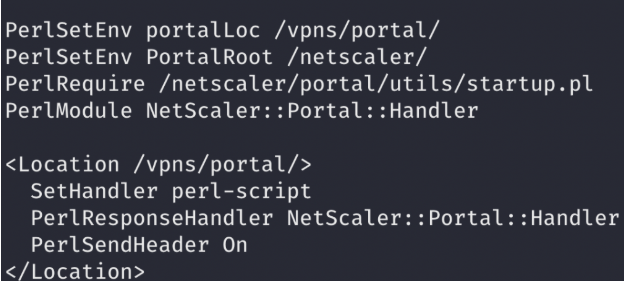 PerlSetEnv portalLoc /vpns/portal/
PerlSetEnv PortalRoot /netscaler/
PerlRequire /netscaler/portal/utils/startup.pl
PerlModule NetScaler::Portal::Handler
<Location /vpns/portal/>
SetHandler perl-script
PerlResponseHandler NetScaler::Portal::Handler
PerlSendHeader On
</Location>